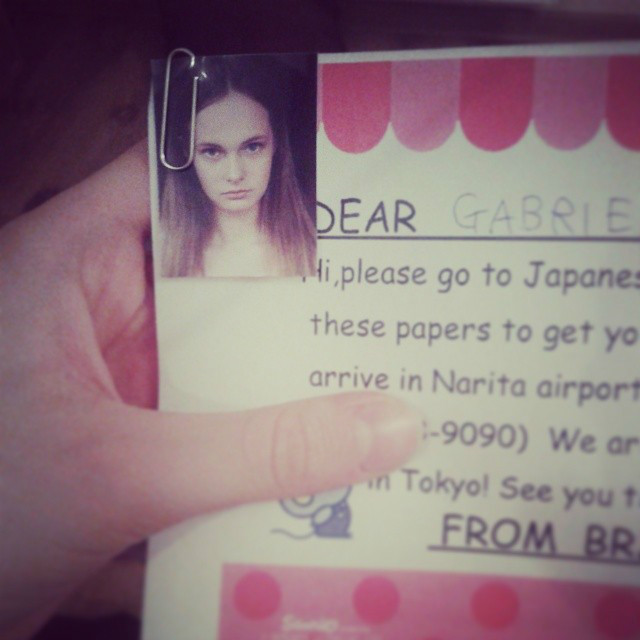 DEAR GABRIE
Hi,please go to Japanes
these papers to get yo
arrive in Narita airport
-9090) We ar
in Tokyo! See you t
FROM BRA